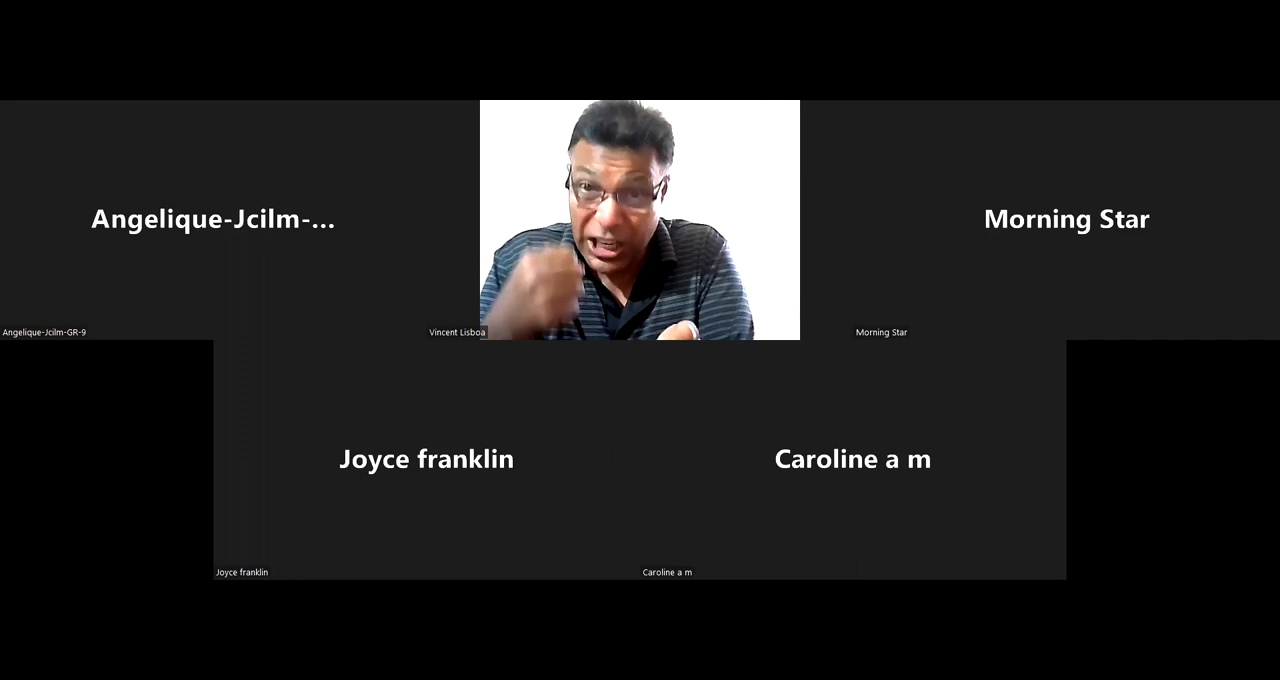 Angelique-Jcilm-...
Morning Star
Angelique-Jcilm-GR-9
Vincent Lisboa
Morning Star
Joyce franklin
Caroline a m
Joyce franklin
Caroline a m